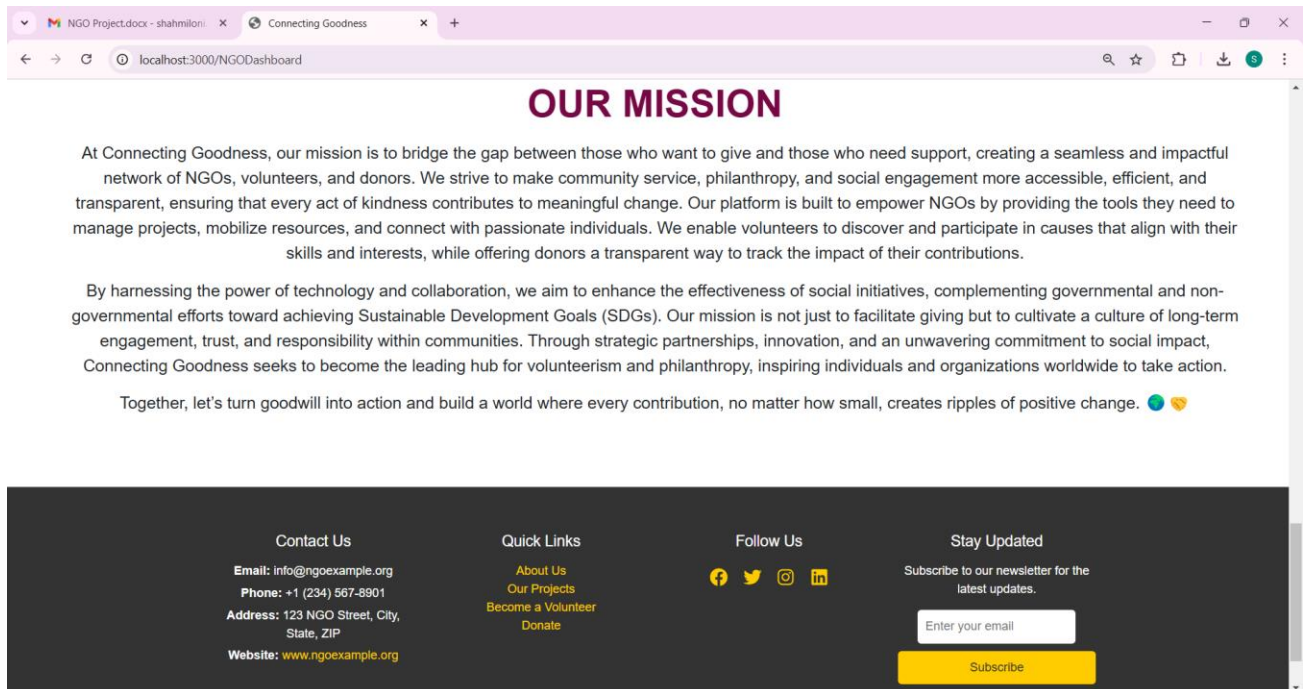 NGO Project.docx - shahmiloni
Connecting Goodness
localhost:3000/NGODashboard
S
OUR MISSION
At Connecting Goodness, our mission is to bridge the gap between those who want to give and those who need support, creating a seamless and impactful
network of NGOs, volunteers, and donors. We strive to make community service, philanthropy, and social engagement more accessible, efficient, and
transparent, ensuring that every act of kindness contributes to meaningful change. Our platform is built to empower NGOs by providing the tools they need to
manage projects, mobilize resources, and connect with passionate individuals. We enable volunteers to discover and participate in causes that align with their
skills and interests, while offering donors a transparent way to track the impact of their contributions.
By harnessing the power of technology and collaboration, we aim to enhance the effectiveness of social initiatives, complementing governmental and non-
governmental efforts toward achieving Sustainable Development Goals (SDGs). Our mission is not just to facilitate giving but to cultivate a culture of long-term
engagement, trust, and responsibility within communities. Through strategic partnerships, innovation, and an unwavering commitment to social impact,
Connecting Goodness seeks to become the leading hub for volunteerism and philanthropy, inspiring individuals and organizations worldwide to take action.
Together, let’s turn goodwill into action and build a world where every contribution, no matter how small, creates ripples of positive change. 🌍 🤝
Contact Us
Email: info@ngoexample.org
Phone: +1 (234) 567-8901
Address: 123 NGO Street, City,
State, ZIP
Website: www.ngoexample.org
Quick Links
About Us
Our Projects
Become a Volunteer
Donate
Follow Us
Stay Updated
Subscribe to our newsletter for the
latest updates.
Enter your email
Subscribe